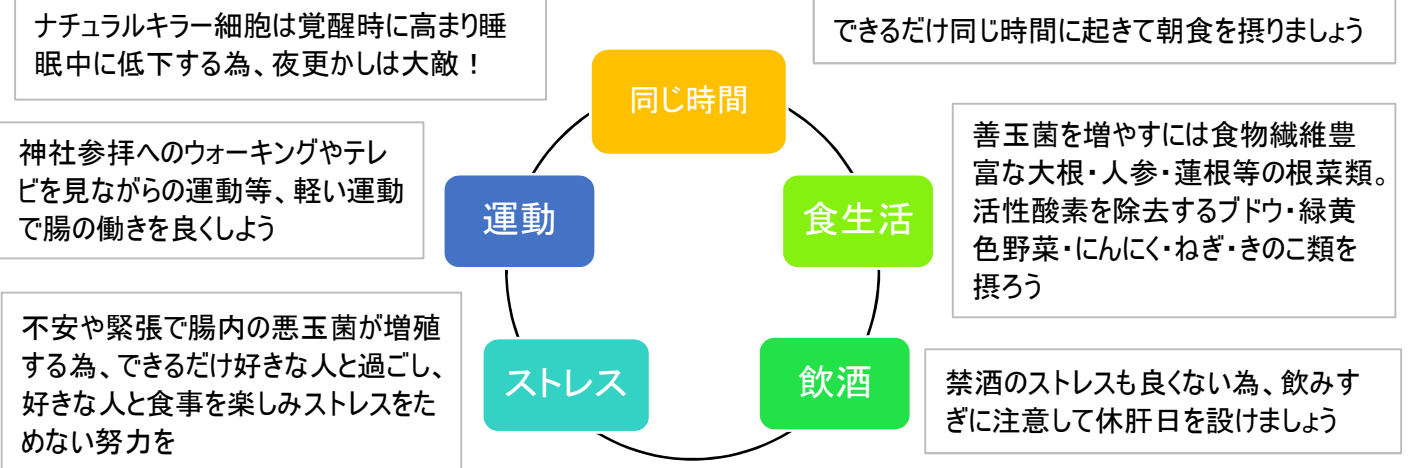 ナチュラルキラー細胞は覚醒時に高まり睡
眠中に低下する為、夜更かしは大敵！
できるだけ同じ時間に起きて朝食を摂りましょう
同じ時間
神社参拝へのウォーキングやテレ
ビを見ながらの運動等、軽い運動
で腸の働きを良くしよう
運動
食生活
善玉菌を増やすには食物繊維豊
富な大根・人参・蓮根等の根菜類。
活性酸素を除去するブドウ・緑黄
色野菜・にんにく・ねぎ・きのこ類を
摂ろう
不安や緊張で腸内の悪玉菌が増殖
する為、できるだけ好きな人と過ごし、
好きな人と食事を楽しみストレスをた
めない努力を
ストレス
飲酒
禁酒のストレスも良くない為、飲みす
ぎに注意して休肝日を設けましょう